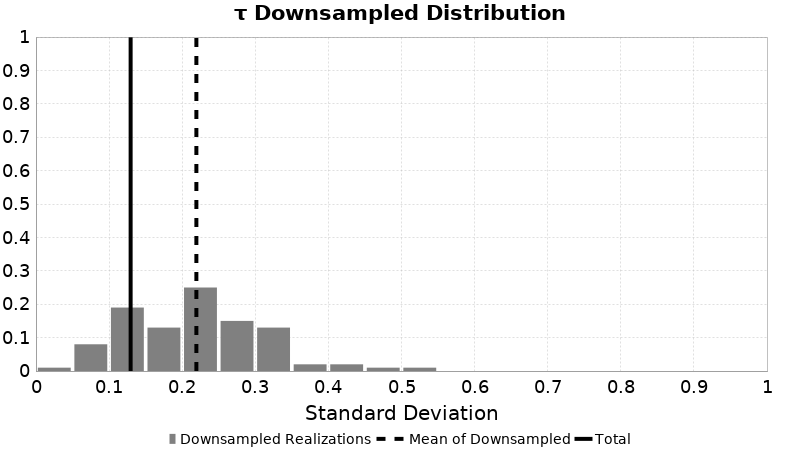 τ Downsampled Distribution
1
0.9
0.8
0.7
0.6
0.5
0.4
0.3
0.2
0.1
0
0 0.1 0.2 0.3 0.4 0.5 0.6 0.7 0.8 0.9 1
Standard Deviation
Downsampled Realizations Mean of Downsampled Total